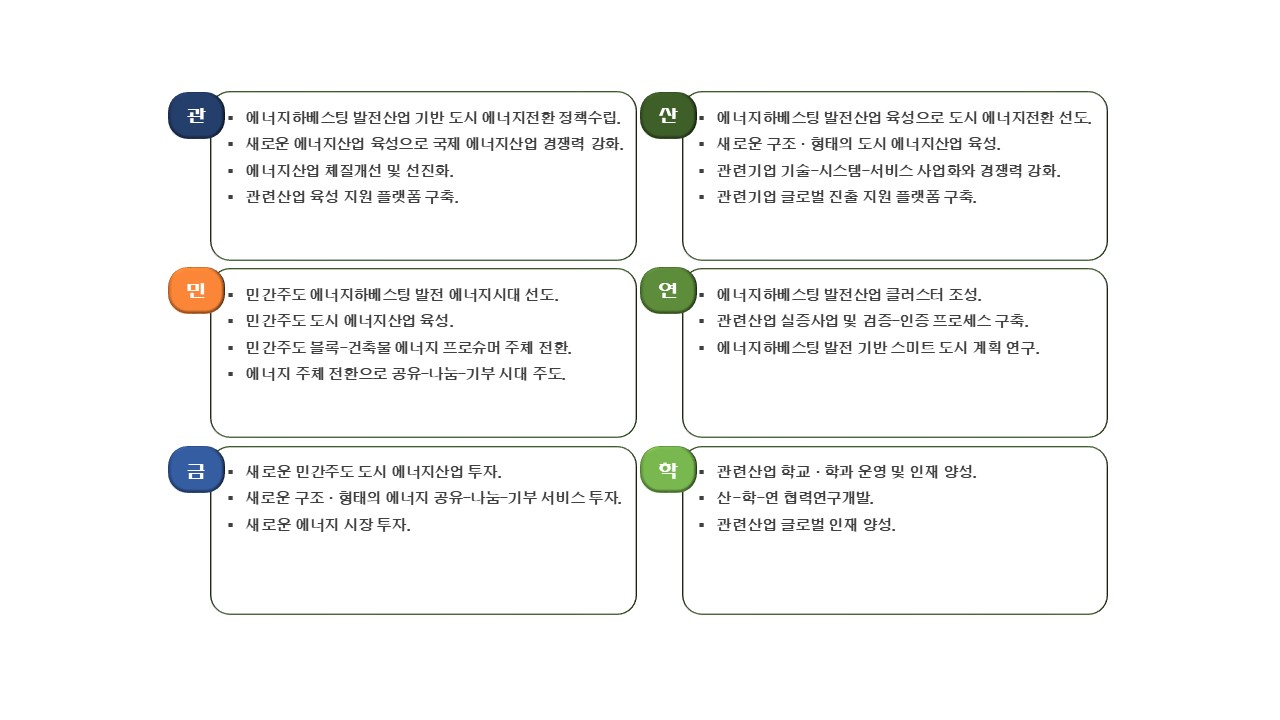 관
▪ 에너지하베스팅 발전산업 기반 도시 에너지전환 정책수립.
▪ 새로운 에너지산업 육성으로 국제 에너지산업 경쟁력 강화.
▪ 에너지산업 체질개선 및 선진화.
▪ 관련산업 육성 지원 플랫폼 구축.
산
▪ 에너지하베스팅 발전산업 육성으로 도시 에너지전환 선도.
▪ 새로운 구조·형태의 도시 에너지산업 육성.
▪ 관련기업 기술-시스템-서비스 사업화와 경쟁력 강화.
▪ 관련기업 글로벌 진출 지원 플랫폼 구축.
민
▪ 민간주도 에너지하베스팅 발전 에너지시대 선도.
▪ 민간주도 도시 에너지산업 육성.
▪ 민간주도 블록-건축물 에너지 프로슈머 주체 전환.
▪ 에너지 주체 전환으로 공유-나눔-기부 시대 주도.
연
▪ 에너지하베스팅 발전산업 클러스터 조성.
▪ 관련산업 실증사업 및 검증-인증 프로세스 구축.
▪ 에너지하베스팅 발전 기반 스미트 도시 계획 연구.
금
▪ 새로운 민간주도 도시 에너지산업 투자.
▪ 새로운 구조·형태의 에너지 공유-나눔-기부 서비스 투자.
▪ 새로운 에너지 시장 투자.
학
▪ 관련산업 학교·학과 운영 및 인재 양성.
▪ 산-학-연 협력연구개발.
▪ 관련산업 글로벌 인재 양성.